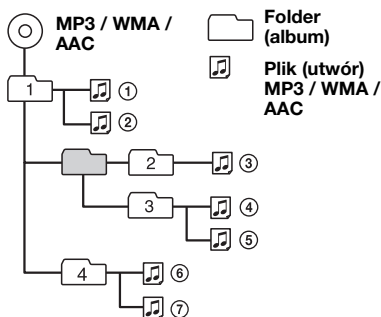 MP3 / WMA /
AAC
Folder
(album)
Plik (utwór)
MP3 / WMA /
AAC
1
①
②
2
③
3
④
⑤
4
⑥
⑦